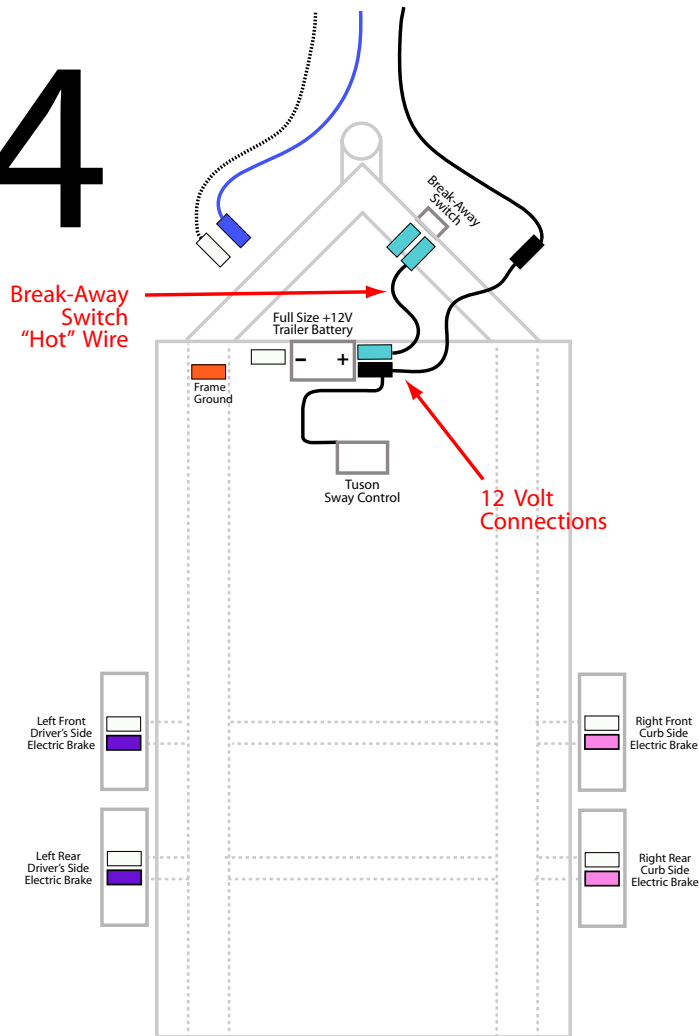 4
Break-Away
Switch
Break-Away
Switch
“Hot” Wire
Full Size +12V
Trailer Battery
–
+
Frame
Ground
Tuson
Sway Control
12 Volt
Connections
Left Front
Driver’s Side
Electric Brake
Right Front
Curb Side
Electric Brake
Left Rear
Driver’s Side
Electric Brake
Right Rear
Curb Side
Electric Brake